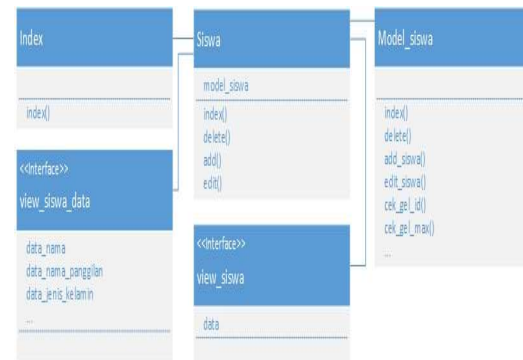 Index
index()
<<Interface>>
view_siswa_data
data_nama
data_nama_panggilan
data_jenis_kelamin
...
Siswa
model_siswa
index()
delete()
add()
edit()
<<Interface>>
view_siswa
data
Model_siswa
index()
delete()
add_siswa()
edit_siswa()
cek_gel_id()
cek_gel_max()
...